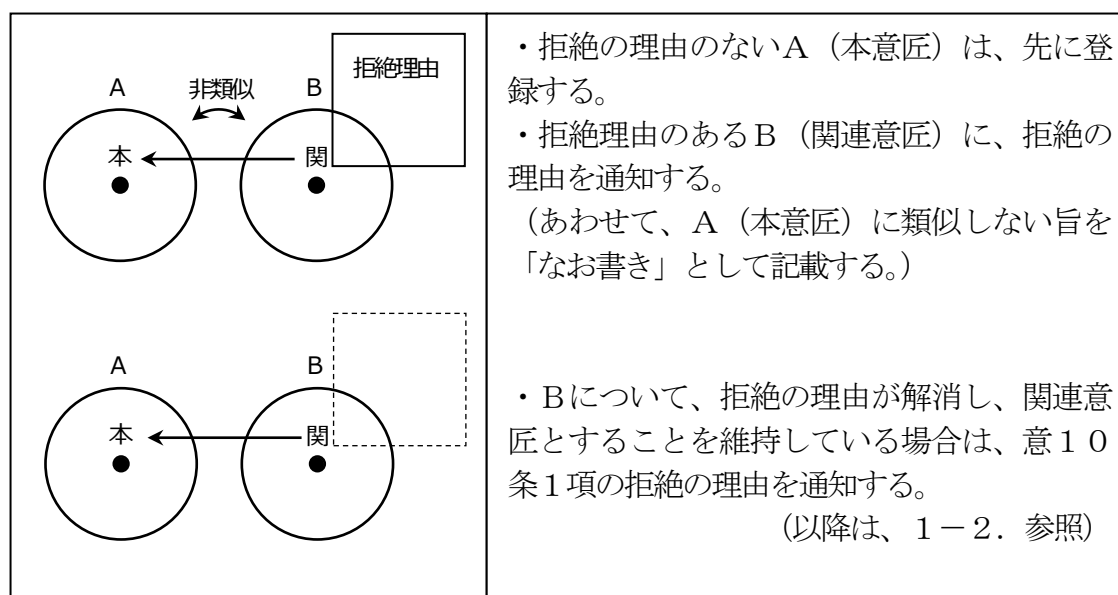 拒絶理由
A
非類似
B
本
関
・拒絶の理由のないA（本意匠）は、先に登
録する。
・拒絶理由のあるB（関連意匠）に、拒絶の
理由を通知する。
（あわせて、A（本意匠）に類似しない旨を
「なお書き」として記載する。）
A
B
本
関
・Bについて、拒絶の理由が解消し、関連意
匠とすることを維持している場合は、意１０
条１項の拒絶の理由を通知する。
（以降は、１－２．参照）